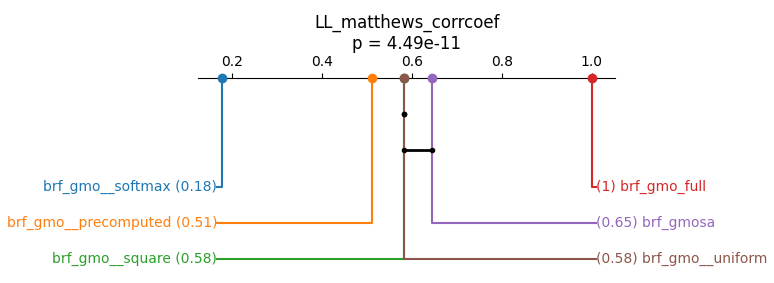 LL_matthews_corrcoef
p = 4.49e-11
0.2 0.4 0.6 0.8 1.0
brf_gmo__softmax (0.18) (1) brf_gmo_full
brf_gmo__precomputed (0.51) (0.65) brf_gmosa
brf_gmo__square (0.58) (0.58) brf_gmo__uniform